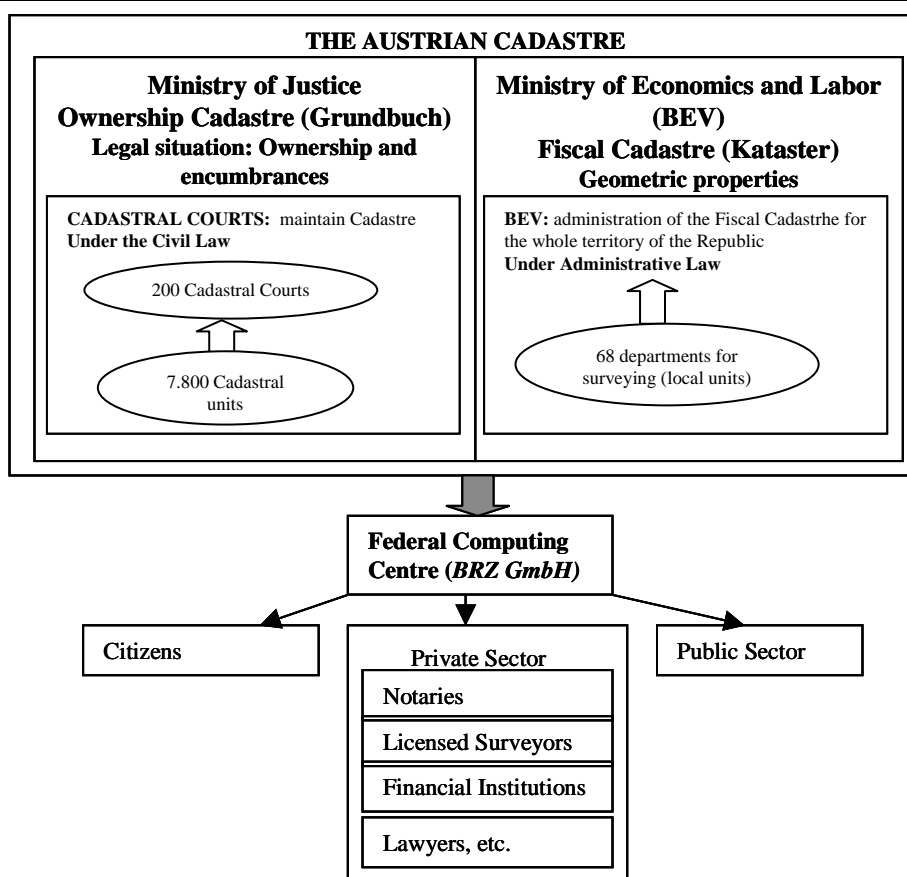 THE AUSTRIAN CADASTRE
Ministry of Justice
Ownership Cadastre (Grundbuch)
Legal situation: Ownership and
encumbrances
CADASTRAL COURTS: maintain Cadastre
Under the Civil Law
200 Cadastral Courts
7.800 Cadastral
units
Ministry of Economics and Labor
(BEV)
Fiscal Cadastre (Kataster)
Geometric properties
BEV: administration of the Fiscal Cadastrhe for
the whole territory of the Republic
Under Administrative Law
68 departments for
surveying (local units)
Federal Computing
Centre (BRZ GmbH)
Citizens
Private Sector
Notaries
Licensed Surveyors
Financial Institutions
Lawyers, etc.
Public Sector